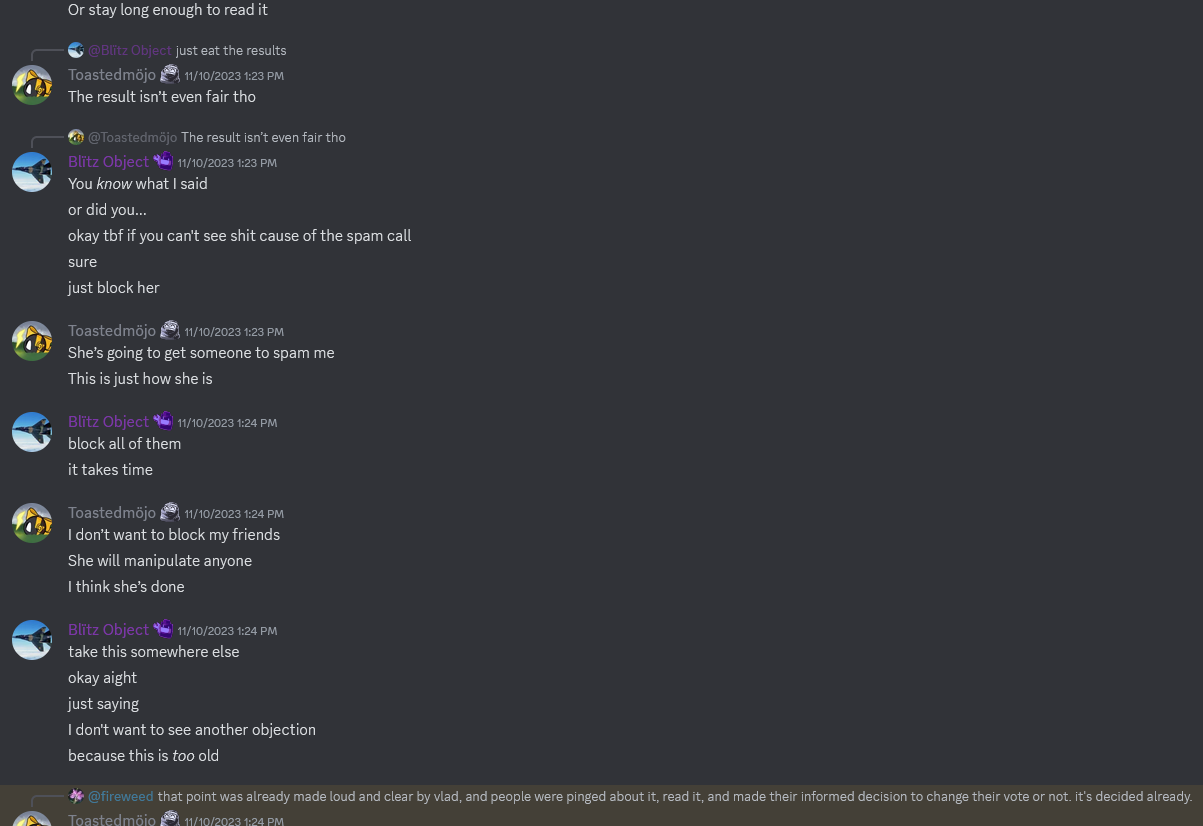 Or stay long enough to read it
@Blïtz Object just eat the results
Toastedmöjo 11/10/2023 1:23 PM
The result isn’t even fair tho
@Toastedmöjo The result isn’t even fair tho
Blïtz Object 11/10/2023 1:23 PM
You know what I said
or did you...
okay tbf if you can't see shit cause of the spam call
sure
just block her
Toastedmöjo 11/10/2023 1:23 PM
She’s going to get someone to spam me
This is just how she is
Blïtz Object 11/10/2023 1:24 PM
block all of them
it takes time
Toastedmöjo 11/10/2023 1:24 PM
I don’t want to block my friends
She will manipulate anyone
I think she’s done
Blïtz Object 11/10/2023 1:24 PM
take this somewhere else
okay aight
just saying
I don't want to see another objection
because this is too old
@fireweed that point was already made loud and clear by vlad, and people were pinged about it, read it, and made their informed decision to change their vote or not. it's decided already.
Toastedmöjo 11/10/2023 1:24 PM